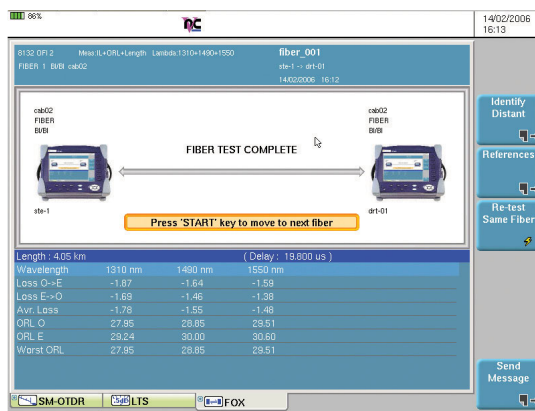 86%
14/02/2006
16:13
8132 OFI 2 Meas:IL+ORL+Length Lambda:1310+1490+1550 fiber_001
FIBER 1 BI/BI cab02 ste-1 -> drt-01
14/02/2006 16:12
cab02
FIBER
BI/BI
cab02
FIBER
BI/BI
FIBER TEST COMPLETE
ste-1
drt-01
Press 'START' key to move to next fiber
Identify
Distant
References
Re-test
Same Fiber
Length : 4.05 km ( Delay : 19.800 us )
Wavelength 1310 nm 1490 nm 1550 nm
Loss O->E -1.87 -1.64 -1.59
Loss E->O -1.69 -1.46 -1.38
Avr. Loss -1.78 -1.55 -1.48
ORL O 27.95 28.85 29.51
ORL E 29.24 30.00 30.60
Worst ORL 27.95 28.85 29.51
Send
Message
SM-OTDR LTS FOX